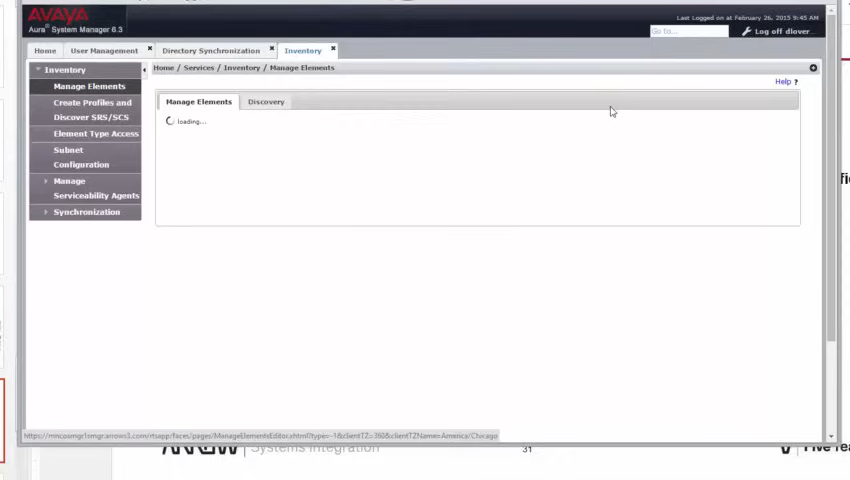 AVAYA
Aura® System Manager 6.3
Last Logged on at February 26, 2015 9:45 AM
Go to...
Log off dlover
Home
User Management
Directory Synchronization
Inventory
Inventory
Home / Services / Inventory / Manage Elements
Help ?
Manage Elements
Create Profiles and
Discover SRS/SCS
Element Type Access
Subnet
Configuration
Manage
Serviceability Agents
Synchronization
Manage Elements
Discovery
loading...
Systems Integration
31